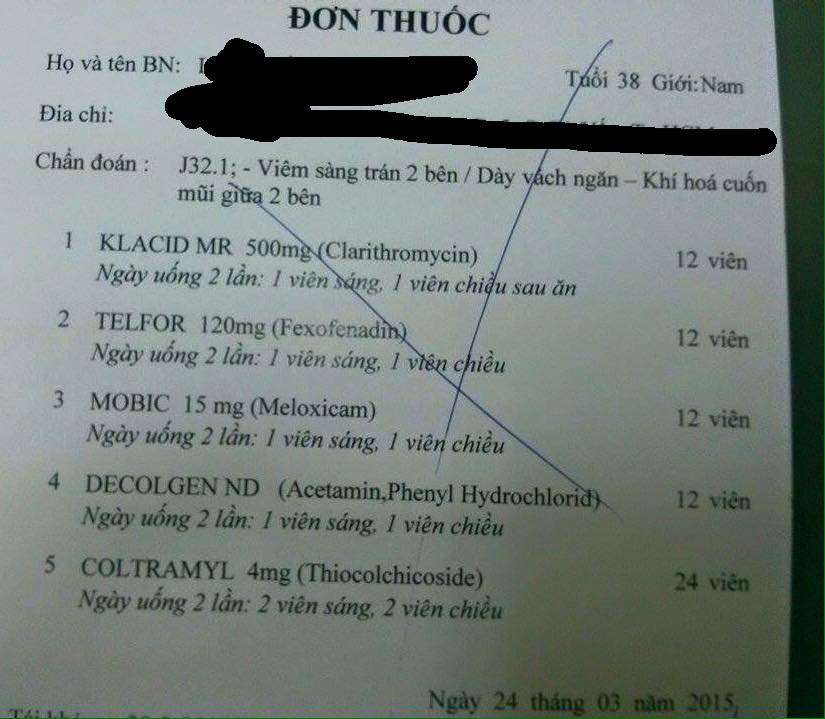 ĐƠN THUỐC
Họ và tên BN:
Tuổi 38 Giới: Nam
Đia chỉ:
Chẩn đoán : J32.1; - Viêm sàng trán 2 bên / Dày vách ngăn – Khí hoá cuốn
mũi giữa 2 bên
1 KLACID MR 500mg (Clarithromycin) 12 viên
Ngày uống 2 lần: 1 viên sáng, 1 viên chiều sau ăn
2 TELFOR 120mg (Fexofenadin) 12 viên
Ngày uống 2 lần: 1 viên sáng, 1 viên chiều
3 MOBIC 15 mg (Meloxicam) 12 viên
Ngày uống 2 lần: 1 viên sáng, 1 viên chiều
4 DECOLGEN ND (Acetamin,Phenyl Hydrochlorid) 12 viên
Ngày uống 2 lần: 1 viên sáng, 1 viên chiều
5 COLTRAMYL 4mg (Thiocolchicoside) 24 viên
Ngày uống 2 lần: 2 viên sáng, 2 viên chiều
Ngày 24 tháng 03 năm 2015